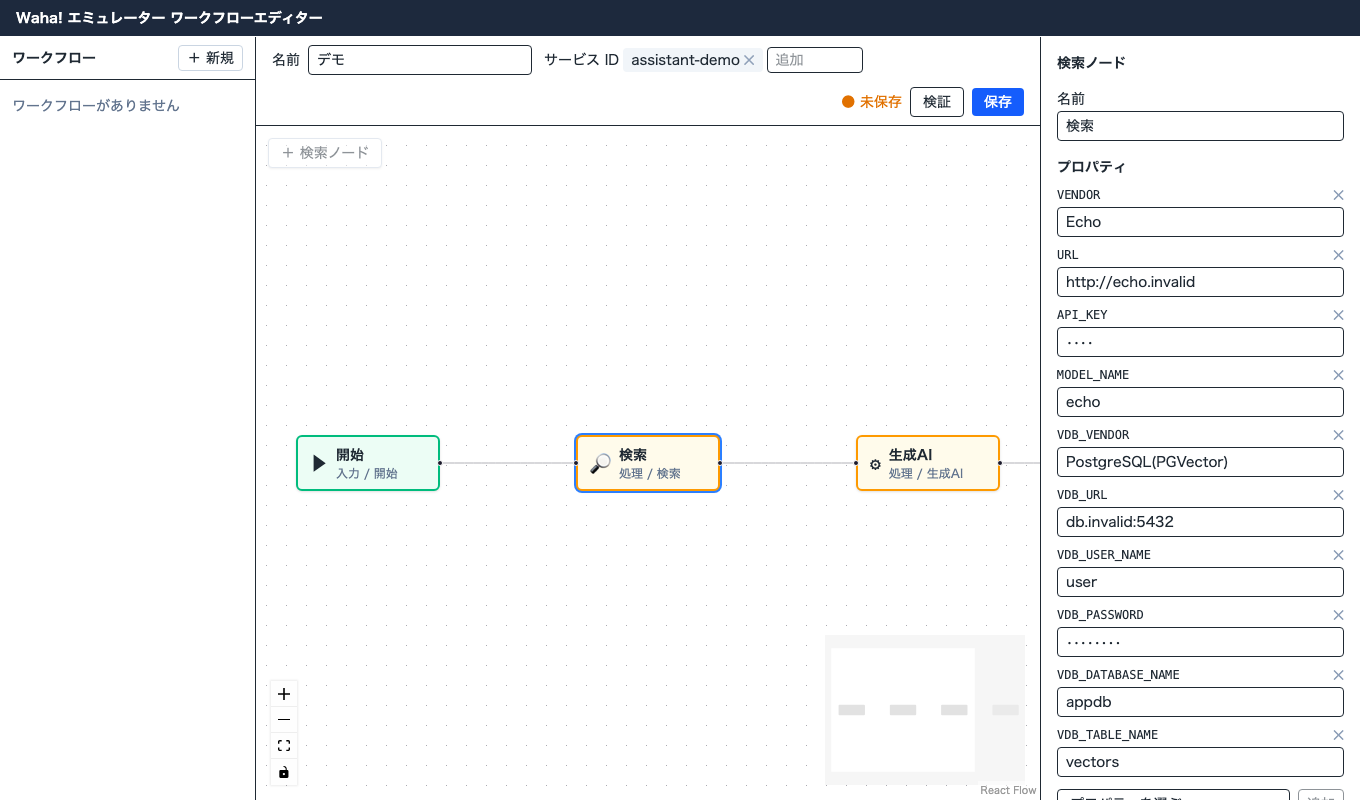 Waha! エミュレーター ワークフローエディター
ワークフロー
+ 新規
ワークフローがありません
名前
デモ
サービス ID
assistant-demo ×
追加
未保存
検証
保存
+ 検索ノード
開始
入力 / 開始
検索
処理 / 検索
生成AI
処理 / 生成AI
React Flow
検索ノード
名前
検索
プロパティ
VENDOR
Echo
URL
http://echo.invalid
API_KEY
····
MODEL_NAME
echo
VDB_VENDOR
PostgreSQL(PGVector)
VDB_URL
db.invalid:5432
VDB_USER_NAME
user
VDB_PASSWORD
········
VDB_DATABASE_NAME
appdb
VDB_TABLE_NAME
vectors